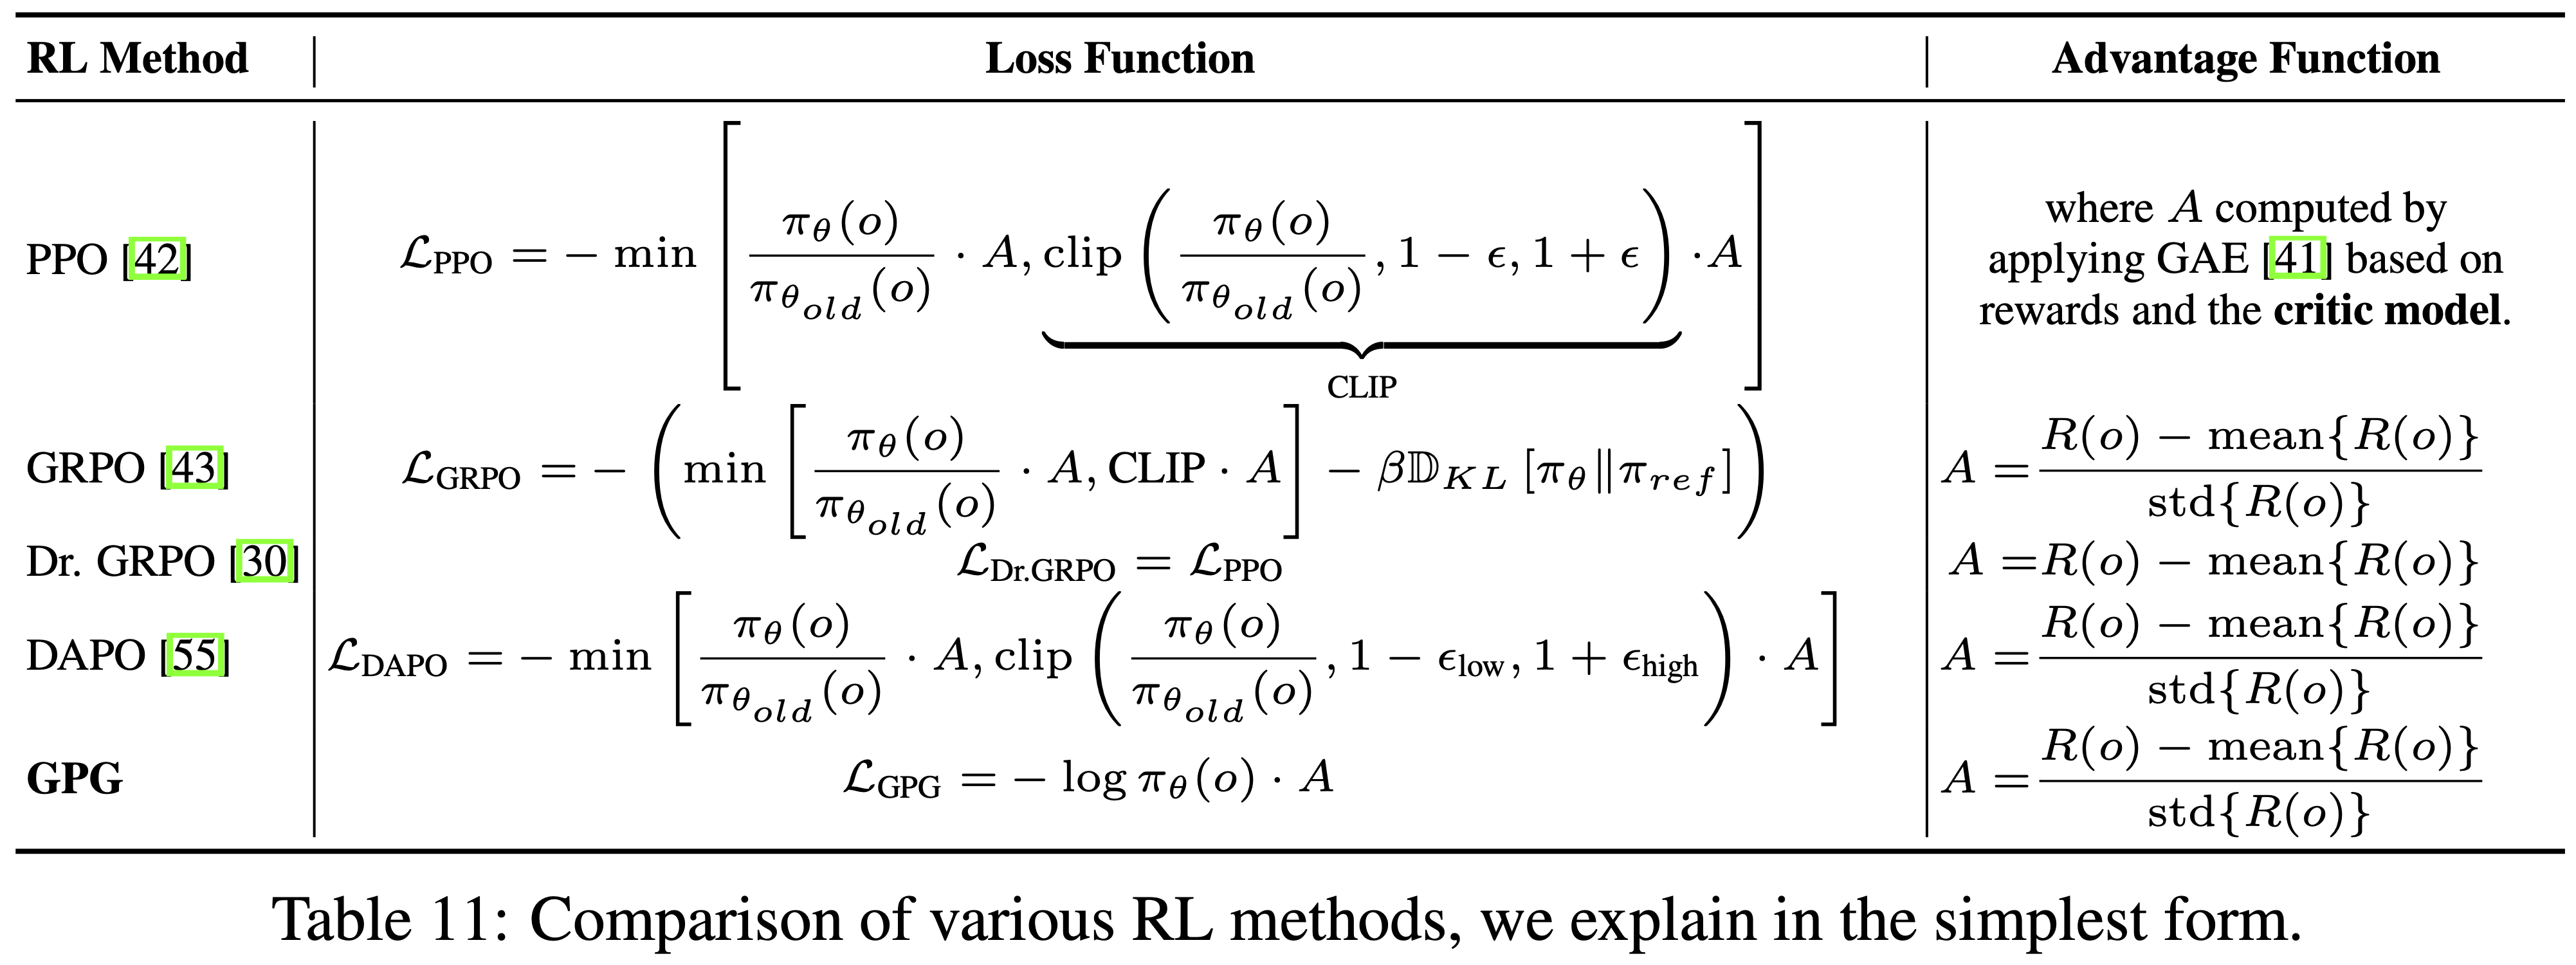 RL Method | Loss Function | Advantage Function
PPO [42] | $\mathcal{L}_{\text{PPO}} = - \min \left[ \frac{\pi_\theta(o)}{\pi_{\theta_{old}}(o)} \cdot A, \underbrace{\text{clip} \left( \frac{\pi_\theta(o)}{\pi_{\theta_{old}}(o)}, 1 - \epsilon, 1 + \epsilon \right)}_{\text{CLIP}} \cdot A \right]$ | where $A$ computed by
applying GAE [41] based on
rewards and the critic model.
GRPO [43] | $\mathcal{L}_{\text{GRPO}} = - \left( \min \left[ \frac{\pi_\theta(o)}{\pi_{\theta_{old}}(o)} \cdot A, \text{CLIP} \cdot A \right] - \beta \mathbb{D}_{KL} [\pi_\theta \| \pi_{ref}] \right)$ | $A = \frac{R(o) - \text{mean}\{R(o)\}}{\text{std}\{R(o)\}}$
Dr. GRPO [30] | $\mathcal{L}_{\text{Dr.GRPO}} = \mathcal{L}_{\text{PPO}}$ | $A = R(o) - \text{mean}\{R(o)\}$
DAPO [55] | $\mathcal{L}_{\text{DAPO}} = - \min \left[ \frac{\pi_\theta(o)}{\pi_{\theta_{old}}(o)} \cdot A, \text{clip} \left( \frac{\pi_\theta(o)}{\pi_{\theta_{old}}(o)}, 1 - \epsilon_{\text{low}}, 1 + \epsilon_{\text{high}} \right) \cdot A \right]$ | $A = \frac{R(o) - \text{mean}\{R(o)\}}{\text{std}\{R(o)\}}$
GPG | $\mathcal{L}_{\text{GPG}} = - \log \pi_\theta(o) \cdot A$ | $A = \frac{R(o) - \text{mean}\{R(o)\}}{\text{std}\{R(o)\}}$
Table 11: Comparison of various RL methods, we explain in the simplest form.